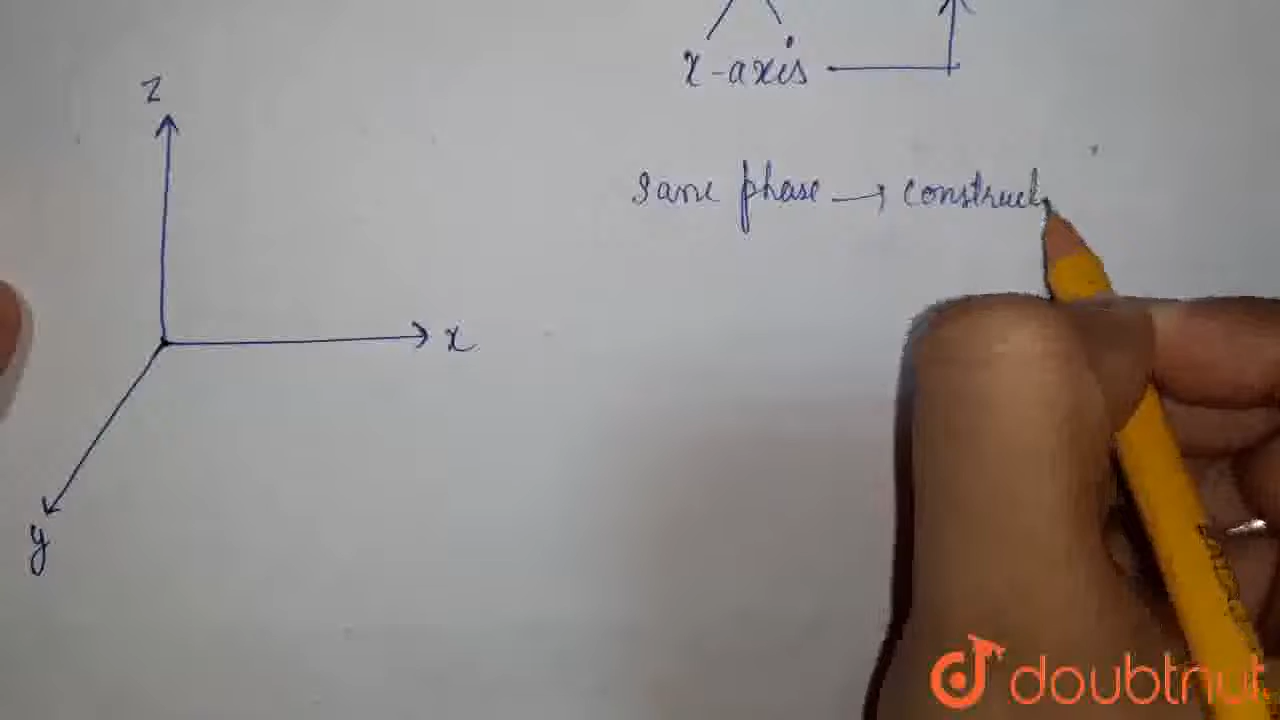 x-axis
z
same phase → construct
x
y
doubtnut